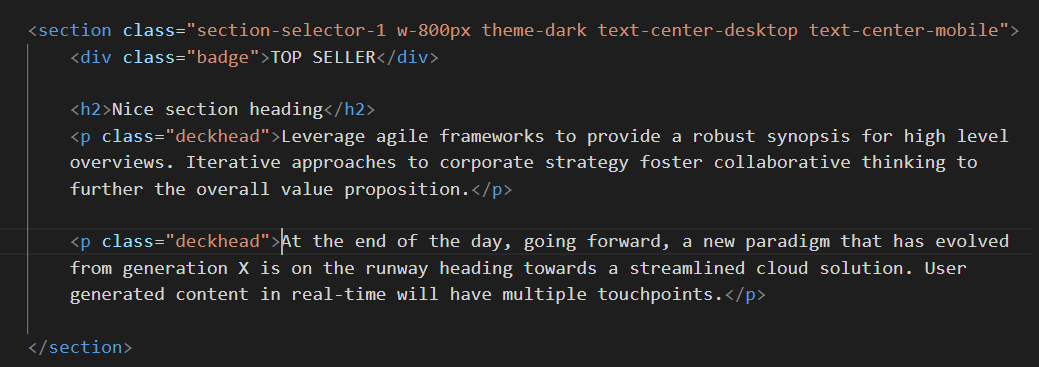 <section class="section-selector-1 w-800px theme-dark text-center-desktop text-center-mobile">
<div class="badge">TOP SELLER</div>
<h2>Nice section heading</h2>
<p class="deckhead">Leverage agile frameworks to provide a robust synopsis for high level
overviews. Iterative approaches to corporate strategy foster collaborative thinking to
further the overall value proposition.</p>
<p class="deckhead">At the end of the day, going forward, a new paradigm that has evolved
from generation X is on the runway heading towards a streamlined cloud solution. User
generated content in real-time will have multiple touchpoints.</p>
</section>